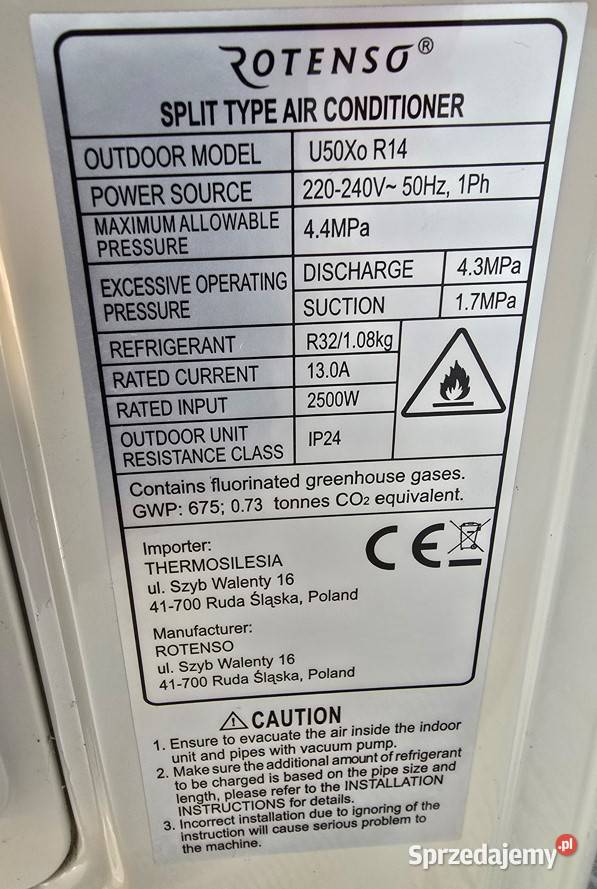 ROTENSO®
SPLIT TYPE AIR CONDITIONER
OUTDOOR MODEL U50Xo R14
POWER SOURCE 220-240V~ 50Hz, 1Ph
MAXIMUM ALLOWABLE
PRESSURE 4.4MPa
EXCESSIVE OPERATING
PRESSURE
DISCHARGE 4.3MPa
SUCTION 1.7MPa
REFRIGERANT R32/1.08kg
RATED CURRENT 13.0A
RATED INPUT 2500W
OUTDOOR UNIT
RESISTANCE CLASS IP24
Contains fluorinated greenhouse gases.
GWP: 675; 0.73 tonnes CO₂ equivalent.
Importer:
THERMOSILESIA
ul. Szyb Walenty 16
41-700 Ruda Śląska, Poland
CE
Manufacturer:
ROTENSO
ul. Szyb Walenty 16
41-700 Ruda Śląska, Poland
CAUTION
1. Ensure to evacuate the air inside the indoor
unit and pipes with vacuum pump.
2. Make sure the additional amount of refrigerant
to be charged is based on the pipe size and
length, please refer to the INSTALLATION
INSTRUCTIONS for details.
3. Incorrect installation due to ignoring of the
instruction will cause serious problem to
the machine.
Sprzedajemy.pl